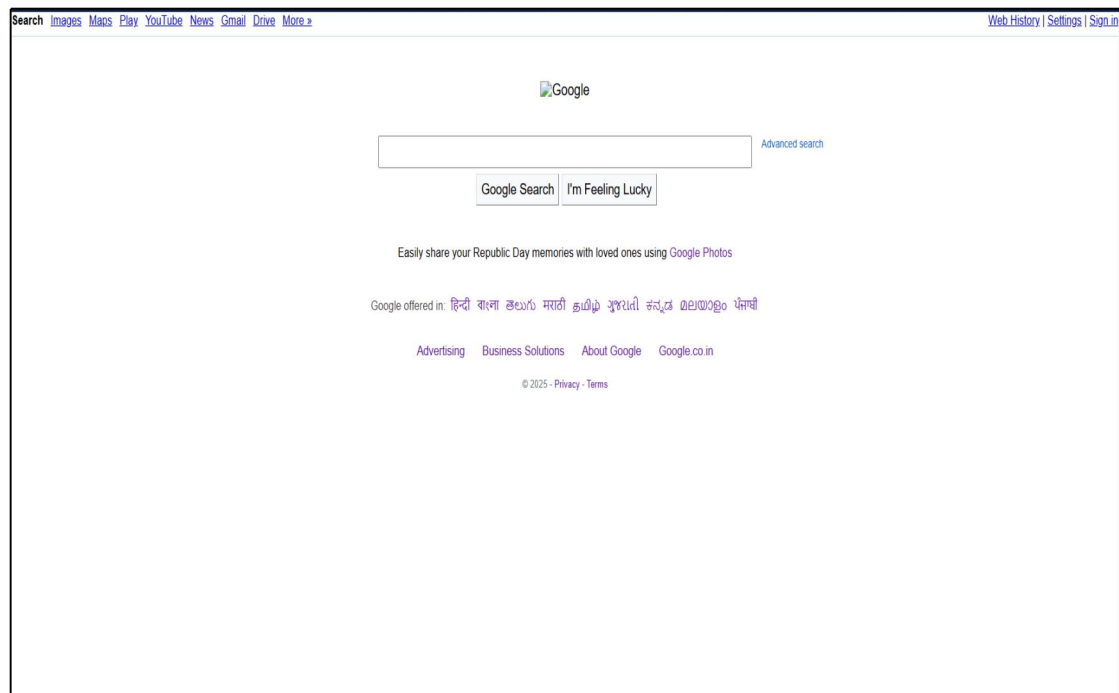 Search Images Maps Play YouTube News Gmail Drive More » Web History | Settings | Sign in
Google
Advanced search
Google Search I'm Feeling Lucky
Easily share your Republic Day memories with loved ones using Google Photos
Google offered in: हिन्दी বাংলা తెలుగు मराठी தமிழ் ગુજરાતી ಕನ್ನಡ മലയാളം ਪੰਜਾਬੀ
Advertising Business Solutions About Google Google.co.in
© 2025 - Privacy - Terms